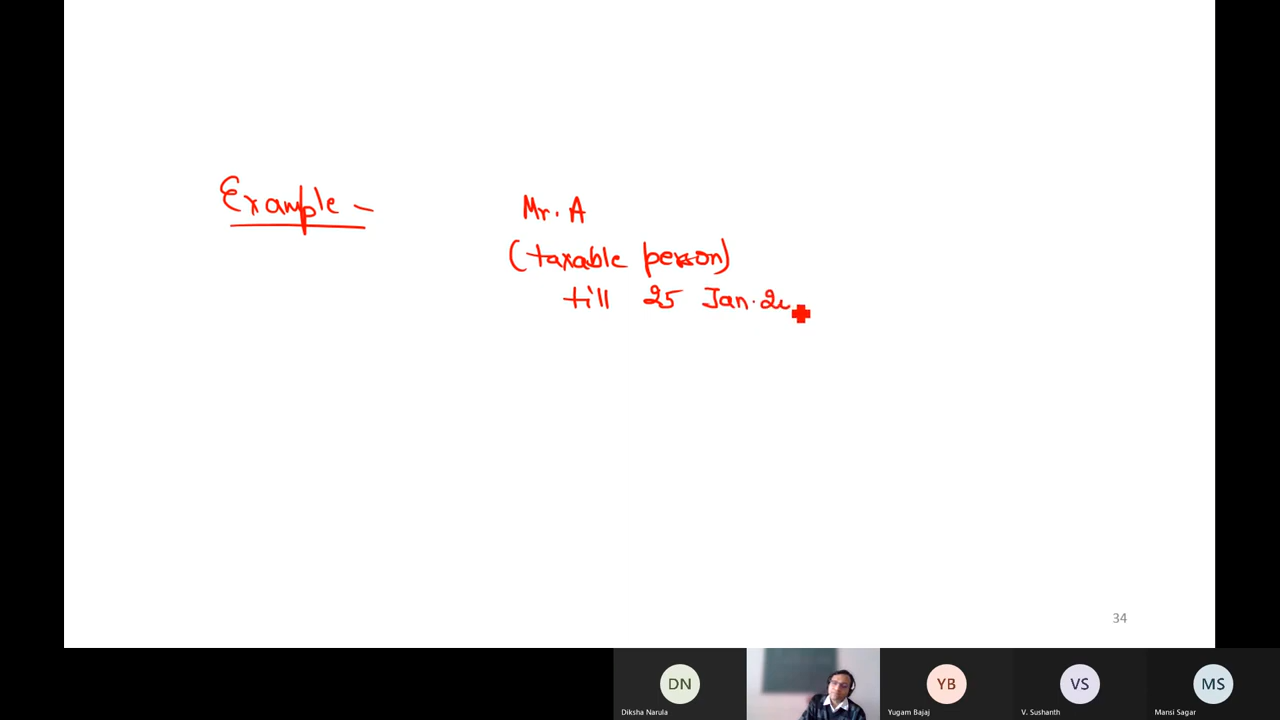 Example -
Mr. A
(taxable person)
till 25 Jan. 20
34
DN
YB
VS
MS
Diksha Narula
Yugam Bajaj
V. Sushanth
Mansi Sagar